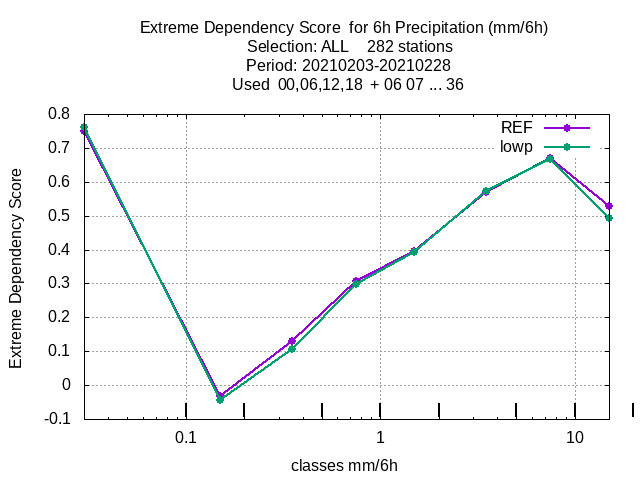 Extreme Dependency Score  for 6h Precipitation (mm/6h)
Selection: ALL    282 stations
Period: 20210203-20210228
Used  00,06,12,18  + 06 07 ... 36
REF
lowp
Extreme Dependency Score
0.8
0.7
0.6
0.5
0.4
0.3
0.2
0.1
0
-0.1
0.1
1
10
classes mm/6h